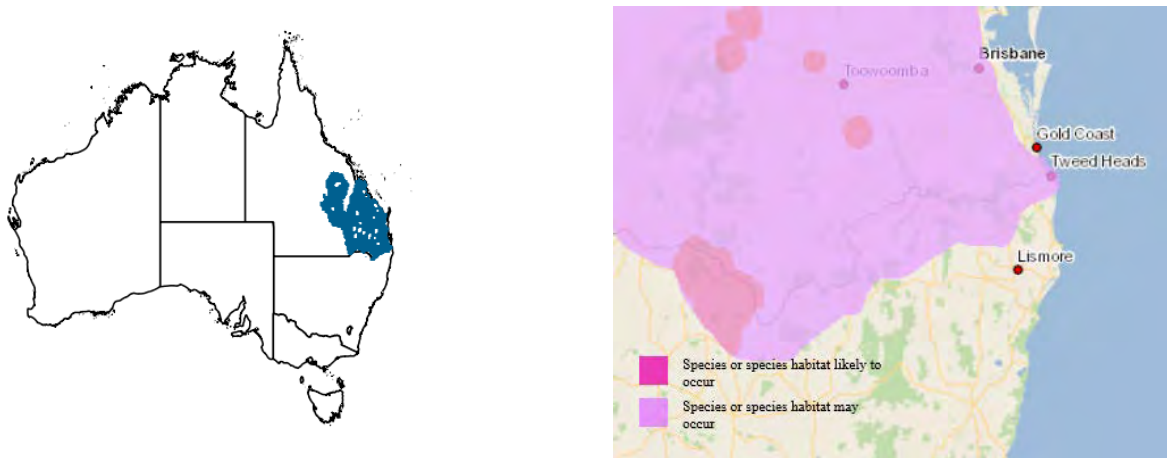 Brisbane
Toowoomba
Gold Coast
Tweed Heads
Lismore
Species or species habitat likely to
occur
Species or species habitat may
occur